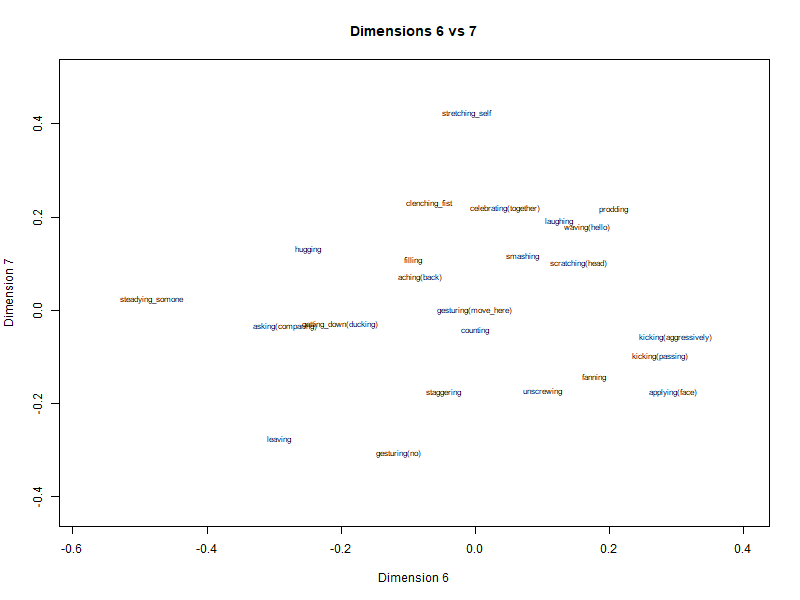 Dimensions 6 vs 7
stretching_self
clenching_fist
celebrating(together)
prodding
laughing
waving(hello)
hugging
filling
smashing
scratching(head)
aching(back)
steadying_somone
gesturing(move_here)
asking(comparing)
getting_down(ducking)
counting
kicking(aggressively)
kicking(passing)
fanning
staggering
unscrewing
applying(face)
leaving
gesturing(no)
0.4
0.2
0.0
-0.2
-0.4
Dimension 7
-0.6 -0.4 -0.2 0.0 0.2 0.4
Dimension 6